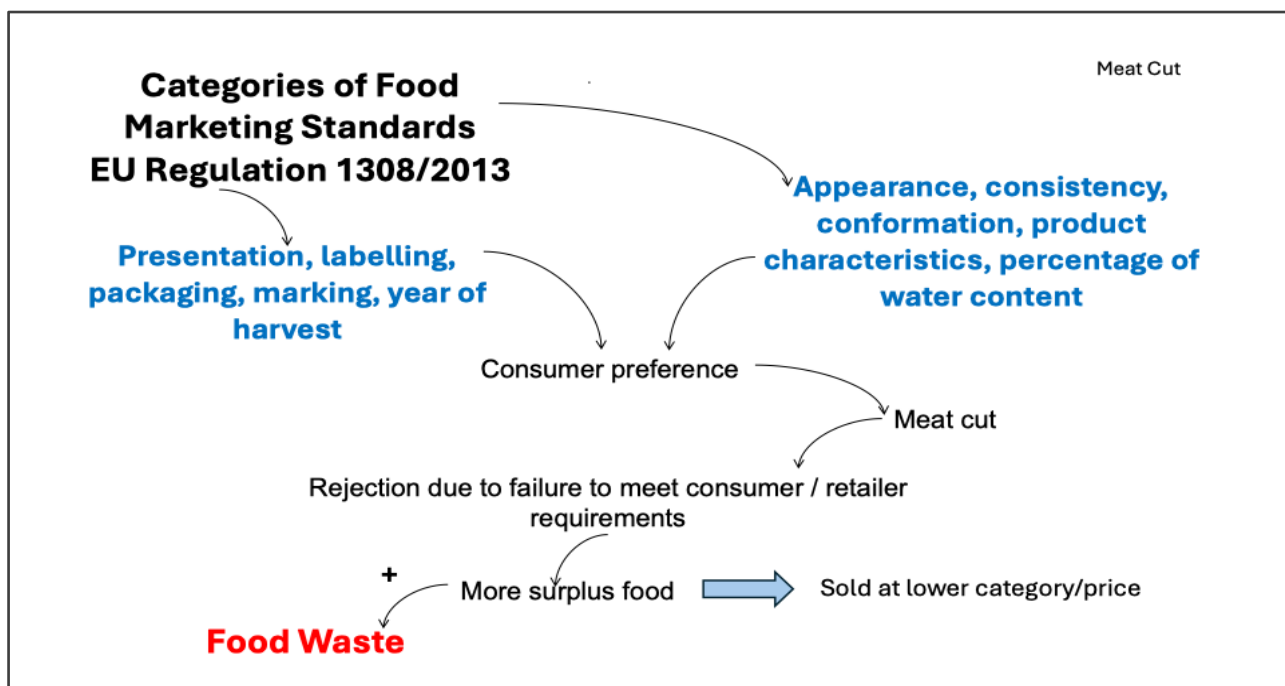 Meat Cut
Categories of Food
Marketing Standards
EU Regulation 1308/2013
Appearance, consistency,
conformation, product
characteristics, percentage of
water content
Presentation, labelling,
packaging, marking, year of
harvest
Consumer preference
Meat cut
Rejection due to failure to meet consumer / retailer
requirements
+
More surplus food
Sold at lower category/price
Food Waste